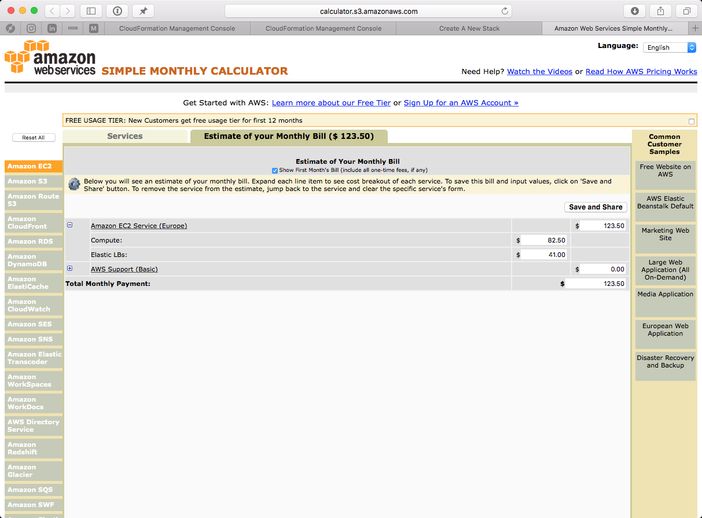 calculator.s3.amazonaws.com
CloudFormation Management Console
CloudFormation Management Console
Create A New Stack
Amazon Web Services Simple Monthly...
Language: English
amazon
web services
SIMPLE MONTHLY CALCULATOR
Need Help? Watch the Videos or Read How AWS Pricing Works
Get Started with AWS: Learn more about our Free Tier or Sign Up for an AWS Account »
FREE USAGE TIER: New Customers get free usage tier for first 12 months
Reset All
Services
Estimate of your Monthly Bill ($ 123.50)
Common
Customer
Samples
Estimate of Your Monthly Bill
Show First Month's Bill (include all one-time fees, if any)
Below you will see an estimate of your monthly bill. Expand each line item to see cost breakout of each service. To save this bill and input values, click on 'Save and
Share' button. To remove the service from the estimate, jump back to the service and clear the specific service's form.
Save and Share
Amazon EC2 Service (Europe) $ 123.50
Compute: $ 82.50
Elastic LBs: $ 41.00
AWS Support (Basic) $ 0.00
Total Monthly Payment: $ 123.50
Amazon EC2
Amazon S3
Amazon Route
S3
Amazon
CloudFront
Amazon RDS
Amazon
DynamoDB
Amazon
ElastiCache
Amazon
CloudWatch
Amazon SES
Amazon SNS
Amazon Elastic
Transcoder
Amazon
WorkSpaces
Amazon
WorkDocs
AWS Directory
Service
Amazon
Redshift
Amazon
Glacier
Amazon SQS
Amazon SWF
Free Website on
AWS
AWS Elastic
Beanstalk Default
Marketing Web
Site
Large Web
Application (All
On-Demand)
Media Application
European Web
Application
Disaster Recovery
and Backup